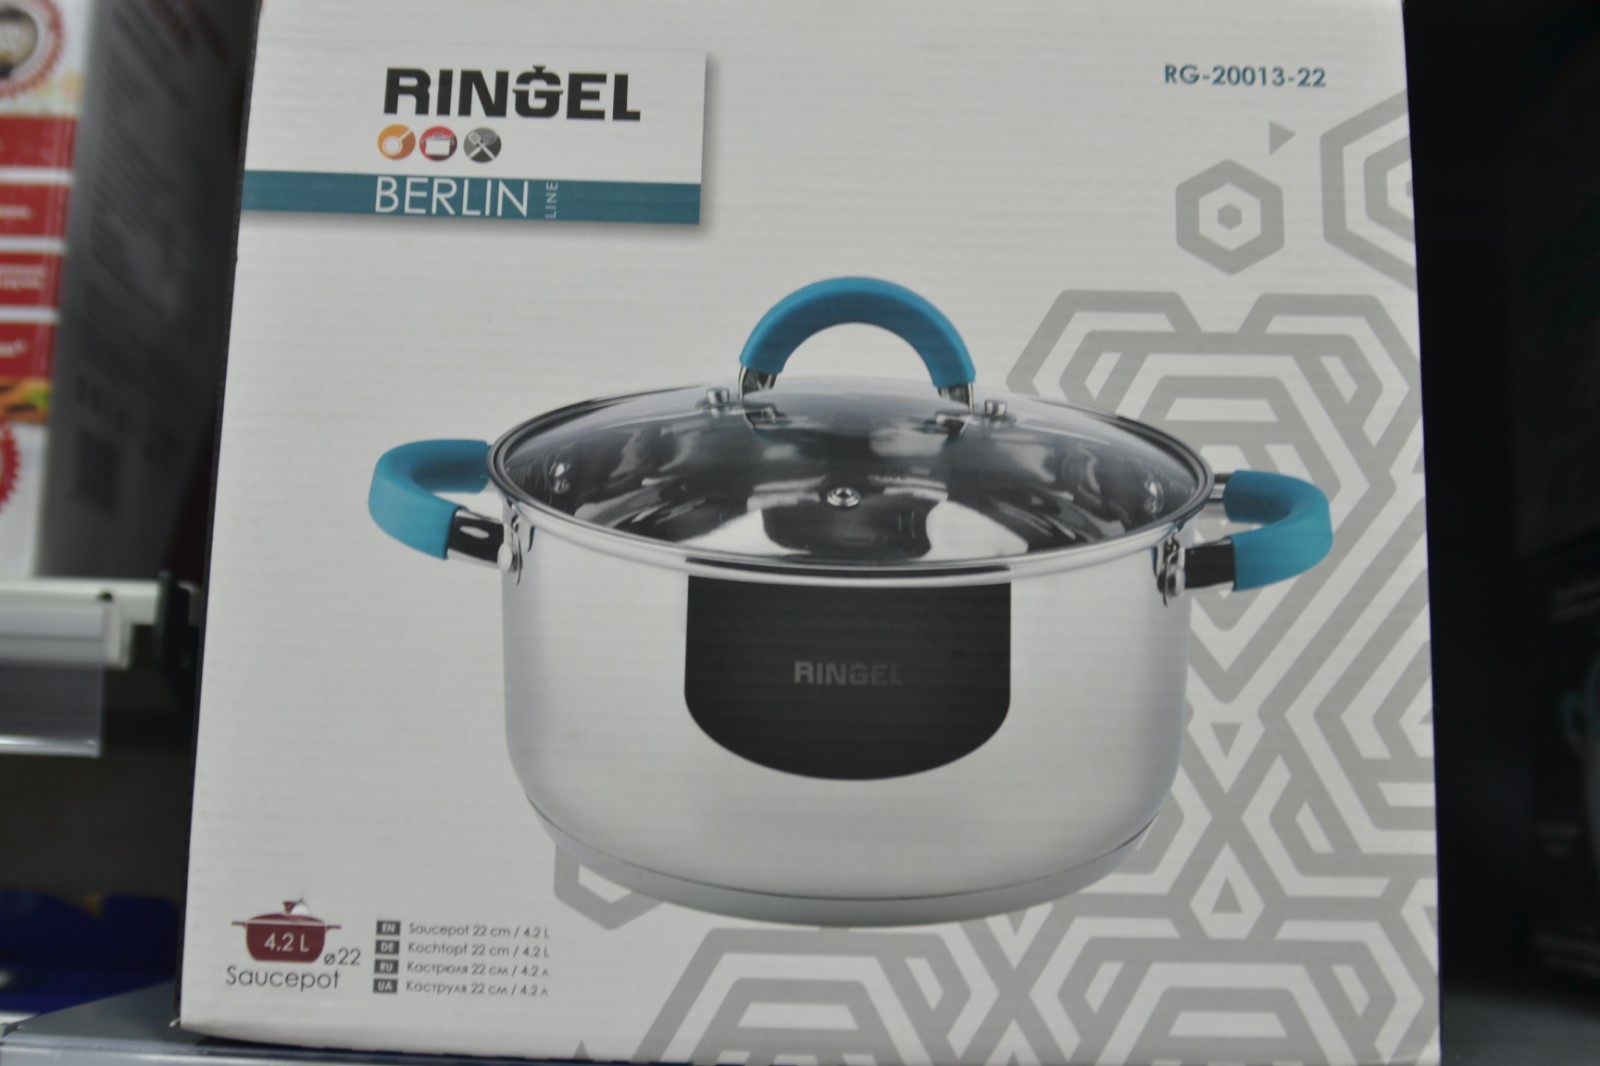 RINGEL
RG-20013-22
BERLIN LINE
RINGEL
4.2 L
ø22
Saucepot
EN Saucepot 22 cm / 4.2 L
DE Kochtopf 22 cm / 4.2 L
RU Кастрюля 22 см / 4.2 л
UA Каструля 22 см / 4.2 л